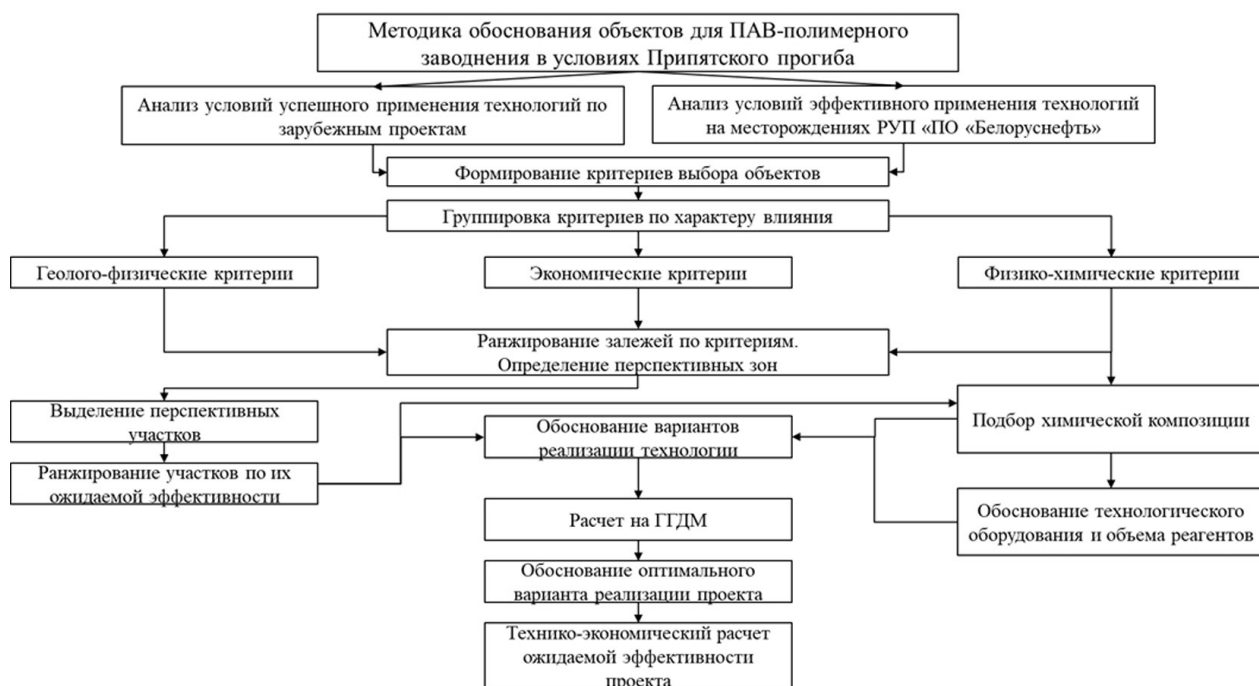 Методика обоснования объектов для ПАВ-полимерного
заводнения в условиях Припятского прогиба
Анализ условий успешного применения технологий по
зарубежным проектам
Анализ условий эффективного применения технологий
на месторождениях РУП «ПО «Белоруснефть»
Формирование критериев выбора объектов
Группировка критериев по характеру влияния
Геолого-физические критерии
Экономические критерии
Физико-химические критерии
Ранжирование залежей по критериям.
Определение перспективных зон
Выделение перспективных
участков
Обоснование вариантов
реализации технологии
Подбор химической композиции
Ранжирование участков по их
ожидаемой эффективности
Расчет на ГГДМ
Обоснование технологического
оборудования и объема реагентов
Обоснование оптимального
варианта реализации проекта
Технико-экономический расчет
ожидаемой эффективности
проекта